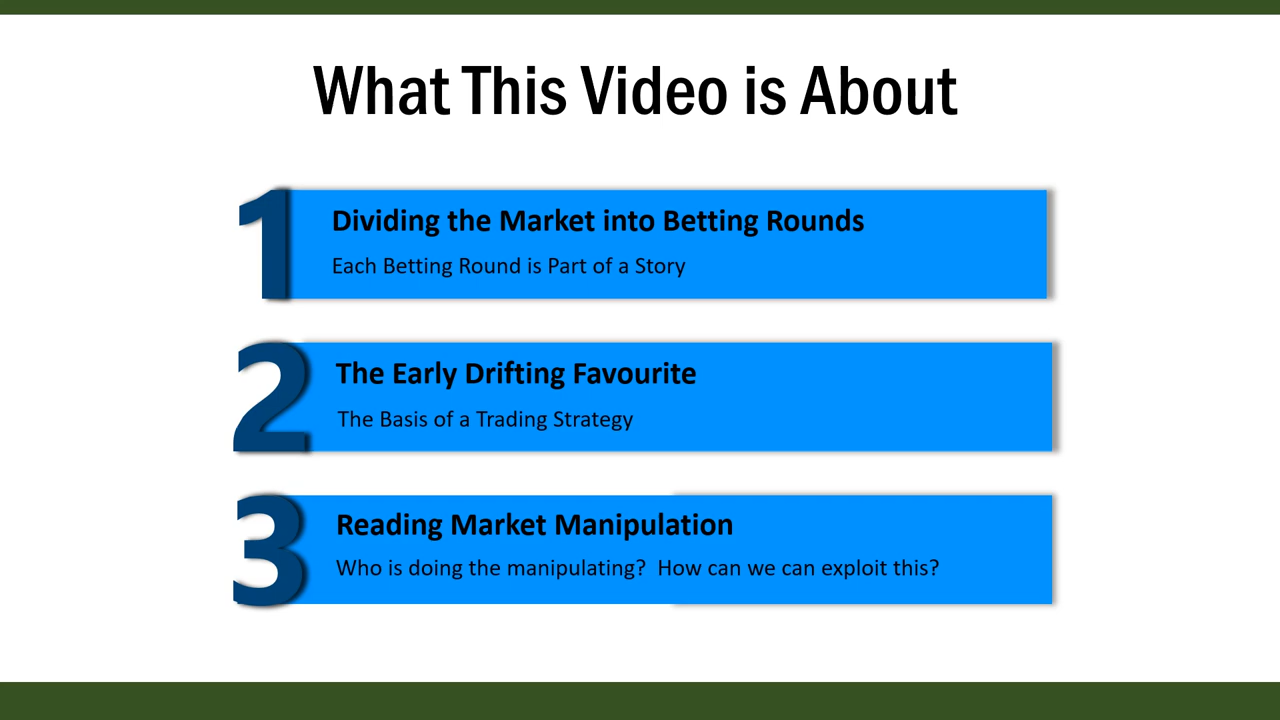 What This Video is About
1
Dividing the Market into Betting Rounds
Each Betting Round is Part of a Story
2
The Early Drifting Favourite
The Basis of a Trading Strategy
3
Reading Market Manipulation
Who is doing the manipulating?  How can we can exploit this?